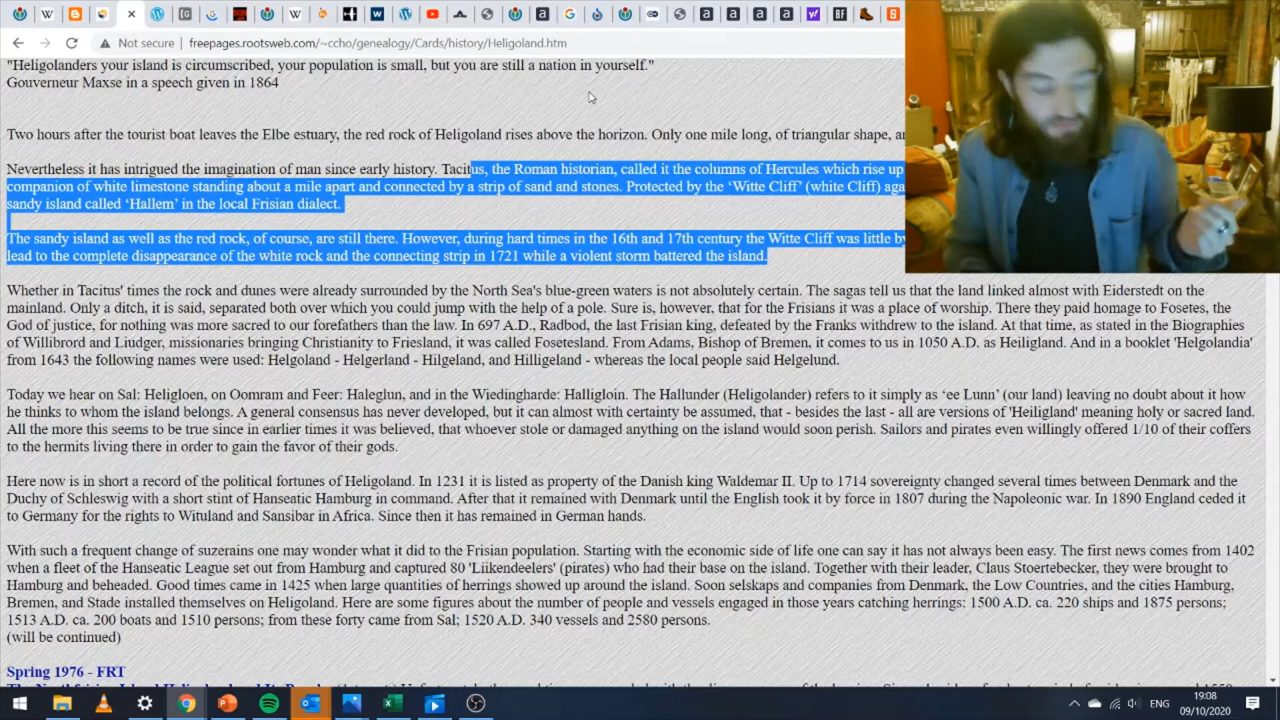 Not secure | freepages.rootsweb.com/~ccho/genealogy/Cards/history/Heligoland.htm
"Heligolanders your island is circumscribed, your population is small, but you are still a nation in yourself."
Gouverneur Maxse in a speech given in 1864
Two hours after the tourist boat leaves the Elbe estuary, the red rock of Heligoland rises above the horizon. Only one mile long, of triangular shape,
Nevertheless it has intrigued the imagination of man since early history. Tacitus, the Roman historian, called it the columns of Hercules which rise up
companion of white limestone standing about a mile apart and connected by a strip of sand and stones. Protected by the ‘Witte Cliff’ (white Cliff)
sandy island called ‘Hallem’ in the local Frisian dialect.
The sandy island as well as the red rock, of course, are still there. However, during hard times in the 16th and 17th century the Witte Cliff was little
lead to the complete disappearance of the white rock and the connecting strip in 1721 while a violent storm battered the island.
Whether in Tacitus' times the rock and dunes were already surrounded by the North Sea's blue-green waters is not absolutely certain. The sagas tell us that the land linked almost with Eiderstedt on the
mainland. Only a ditch, it is said, separated both over which you could jump with the help of a pole. Sure is, however, that for the Frisians it was a place of worship. There they paid homage to Fosetes, the
God of justice, for nothing was more sacred to our forefathers than the law. In 697 A.D., Radbod, the last Frisian king, defeated by the Franks withdrew to the island. At that time, as stated in the Biographies
of Willibrord and Liudger, missionaries bringing Christianity to Friesland, it was called Fosetesland. From Adams, Bishop of Bremen, it comes to us in 1050 A.D. as Heiligland. And in a booklet 'Helgolandia'
from 1643 the following names were used: Helgoland - Helgerland - Hilgeland, and Hilligeland - whereas the local people said Helgelund.
Today we hear on Sal: Heligloen, on Oomram and Feer: Haleglun, and in the Wiedingharde: Halligloin. The Hallunder (Heligolander) refers to it simply as ‘ee Lunn’ (our land) leaving no doubt about it how
he thinks to whom the island belongs. A general consensus has never developed, but it can almost with certainty be assumed, that - besides the last - all are versions of 'Heiligland' meaning holy or sacred land.
All the more this seems to be true since in earlier times it was believed, that whoever stole or damaged anything on the island would soon perish. Sailors and pirates even willingly offered 1/10 of their coffers
to the hermits living there in order to gain the favor of their gods.
Here now is in short a record of the political fortunes of Heligoland. In 1231 it is listed as property of the Danish king Waldemar II. Up to 1714 sovereignty changed several times between Denmark and the
Duchy of Schleswig with a short stint of Hanseatic Hamburg in command. After that it remained with Denmark until the English took it by force in 1807 during the Napoleonic war. In 1890 England ceded it
to Germany for the rights to Wituland and Sansibar in Africa. Since then it has remained in German hands.
With such a frequent change of suzerains one may wonder what it did to the Frisian population. Starting with the economic side of life one can say it has not always been easy. The first news comes from 1402
when a fleet of the Hanseatic League set out from Hamburg and captured 80 'Liikendeelers' (pirates) who had their base on the island. Together with their leader, Claus Stoertebecker, they were brought to
Hamburg and beheaded. Good times came in 1425 when large quantities of herrings showed up around the island. Soon selskaps and companies from Denmark, the Low Countries, and the cities Hamburg,
Bremen, and Stade installed themselves on Heligoland. Here are some figures about the number of people and vessels engaged in those years catching herrings: 1500 A.D. ca. 220 ships and 1875 persons;
1513 A.D. ca. 200 boats and 1510 persons; from these forty came from Sal; 1520 A.D. 340 vessels and 2580 persons.
(will be continued)
Spring 1976 - FRT
ENG
19:08
09/10/2020